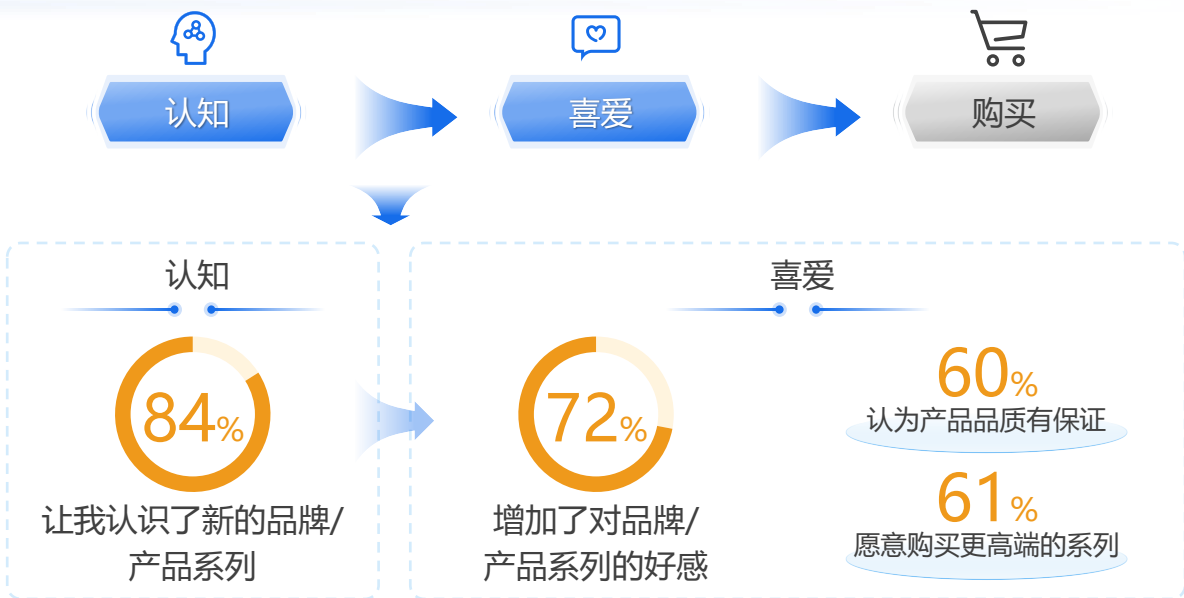 认知
喜爱
购买
认知
84%
让我认识了新的品牌/
产品系列
喜爱
72%
增加了对品牌/
产品系列的好感
60%
认为产品品质有保证
61%
愿意购买更高端的系列